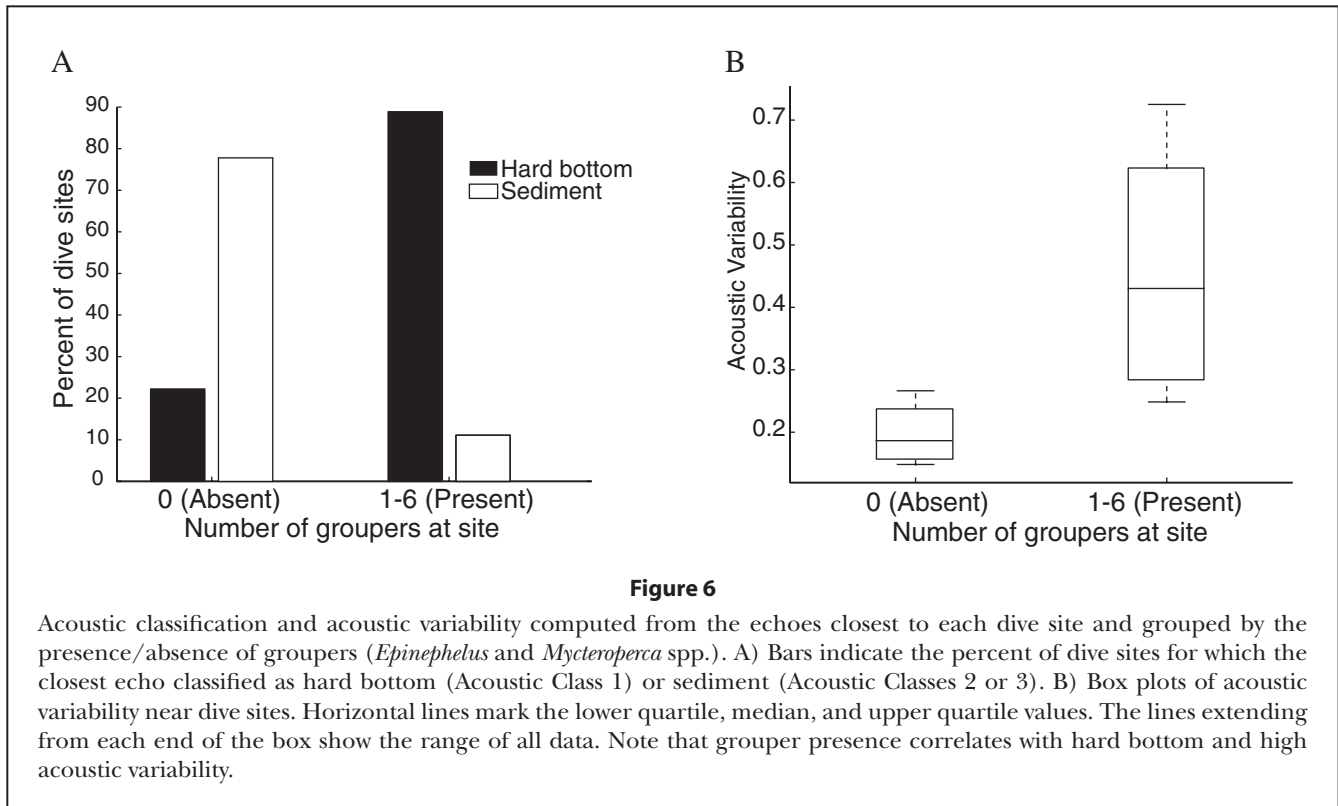 A
90
80
70
60
50
40
30
20
10
0
Percent of dive sites
Hard bottom
Sediment
0 (Absent)
1-6 (Present)
Number of groupers at site
B
0.7
0.6
0.5
0.4
0.3
0.2
Acoustic Variability
0 (Absent)
1-6 (Present)
Number of groupers at site
Figure 6
Acoustic classification and acoustic variability computed from the echoes closest to each dive site and grouped by the
presence/absence of groupers (Epinephelus and Mycteroperca spp.). A) Bars indicate the percent of dive sites for which the
closest echo classified as hard bottom (Acoustic Class 1) or sediment (Acoustic Classes 2 or 3). B) Box plots of acoustic
variability near dive sites. Horizontal lines mark the lower quartile, median, and upper quartile values. The lines extending
from each end of the box show the range of all data. Note that grouper presence correlates with hard bottom and high
acoustic variability.